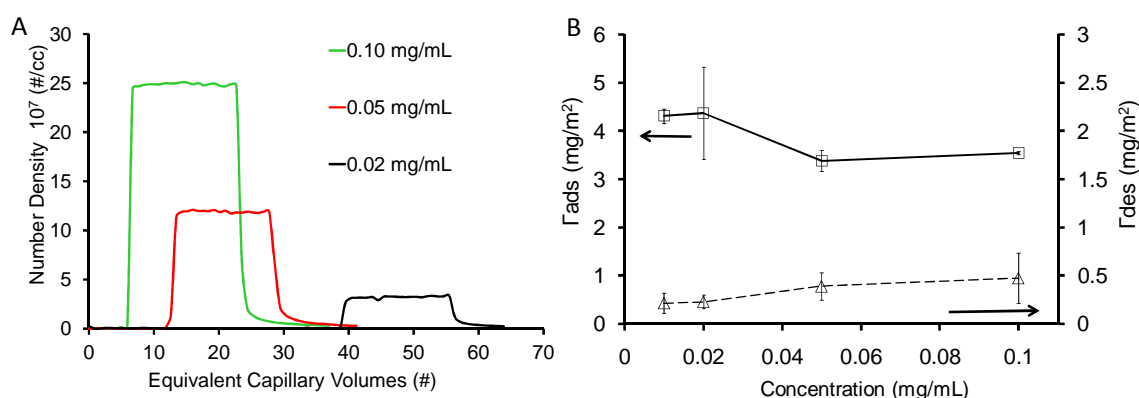 A
Number Density 10⁷ (#/cc)
30
25
20
15
10
5
0
0 10 20 30 40 50 60 70
Equivalent Capillary Volumes (#)
0.10 mg/mL
0.05 mg/mL
0.02 mg/mL
B
Γads (mg/m²)
6
5
4
3
2
1
0
0 0.02 0.04 0.06 0.08 0.1
Concentration (mg/mL)
3
2.5
2
1.5
1
0.5
0
Γdes (mg/m²)